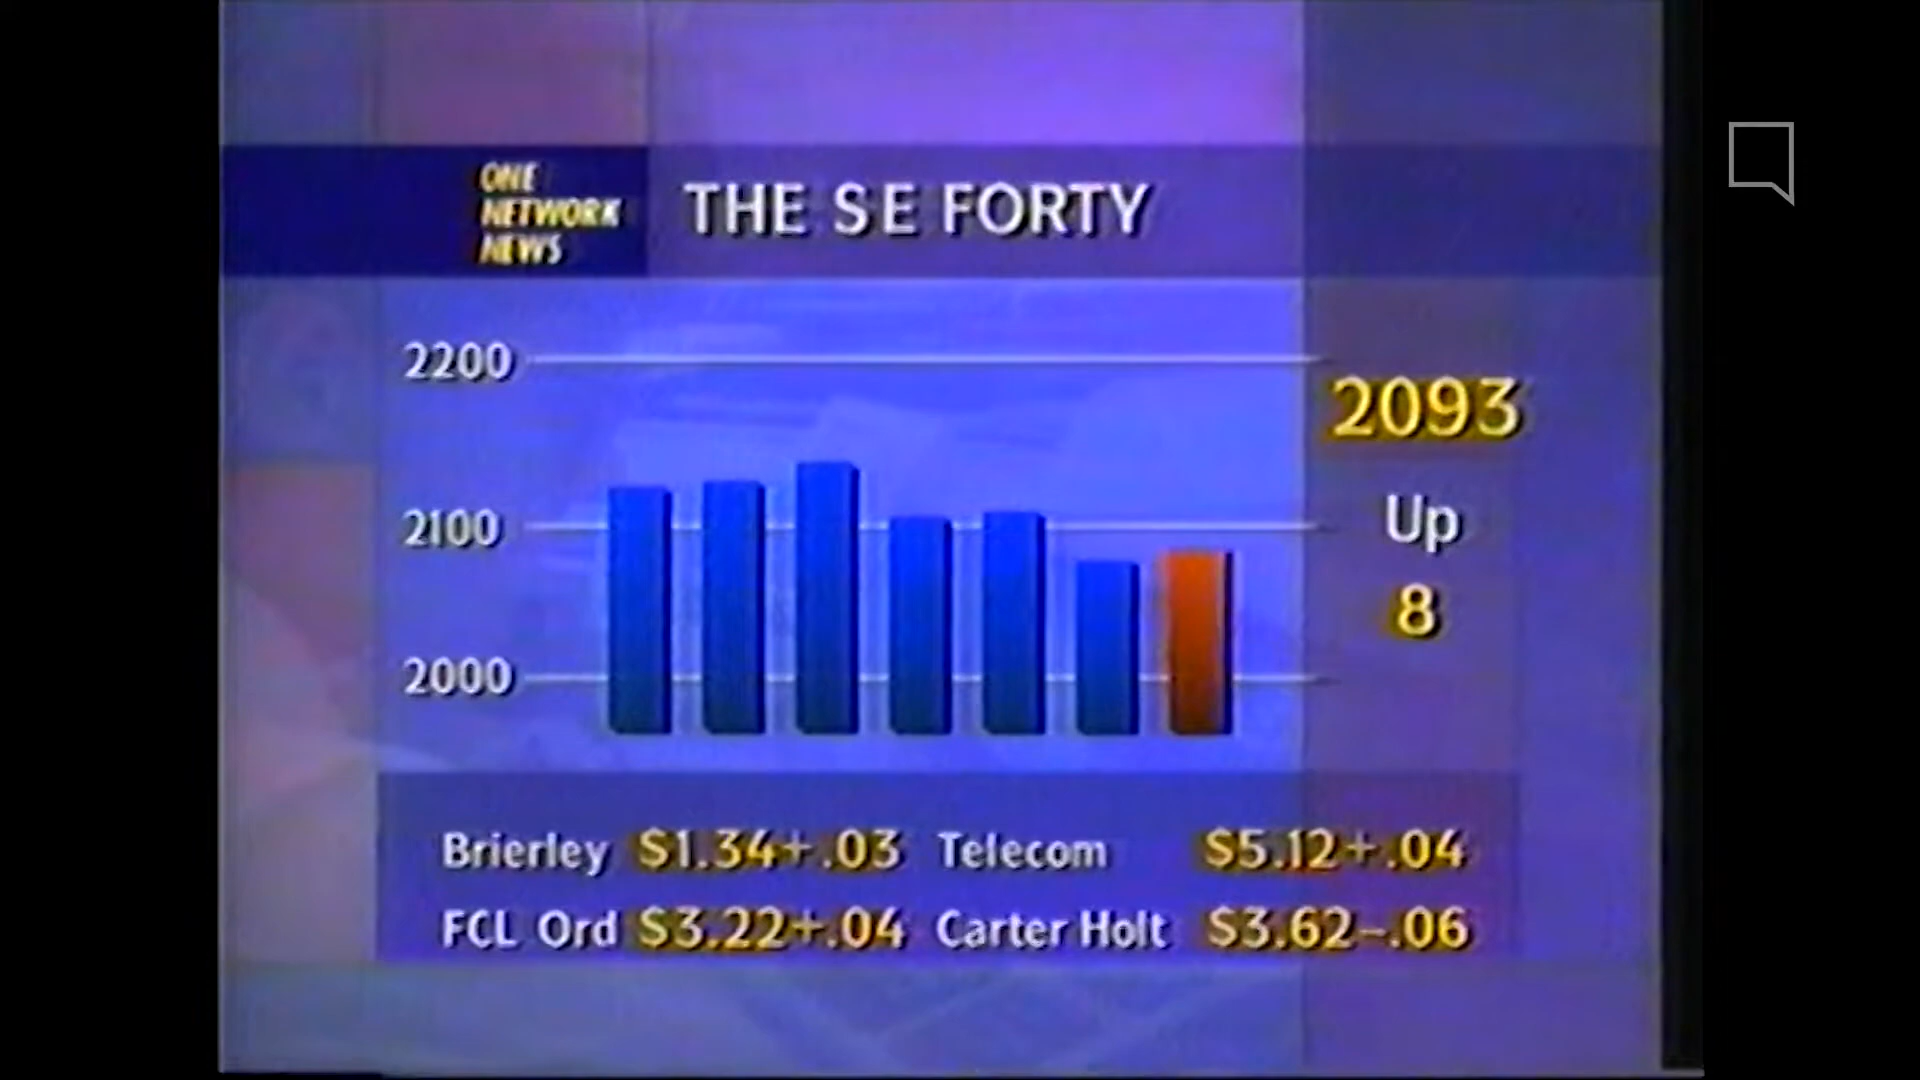 ONE
NETWORK
NEWS
THE SE FORTY
2200
2100
2000
2093
Up
8
Brierley $1.34+.03 Telecom $5.12+.04
FCL Ord $3.22+.04 Carter Holt $3.62-.06